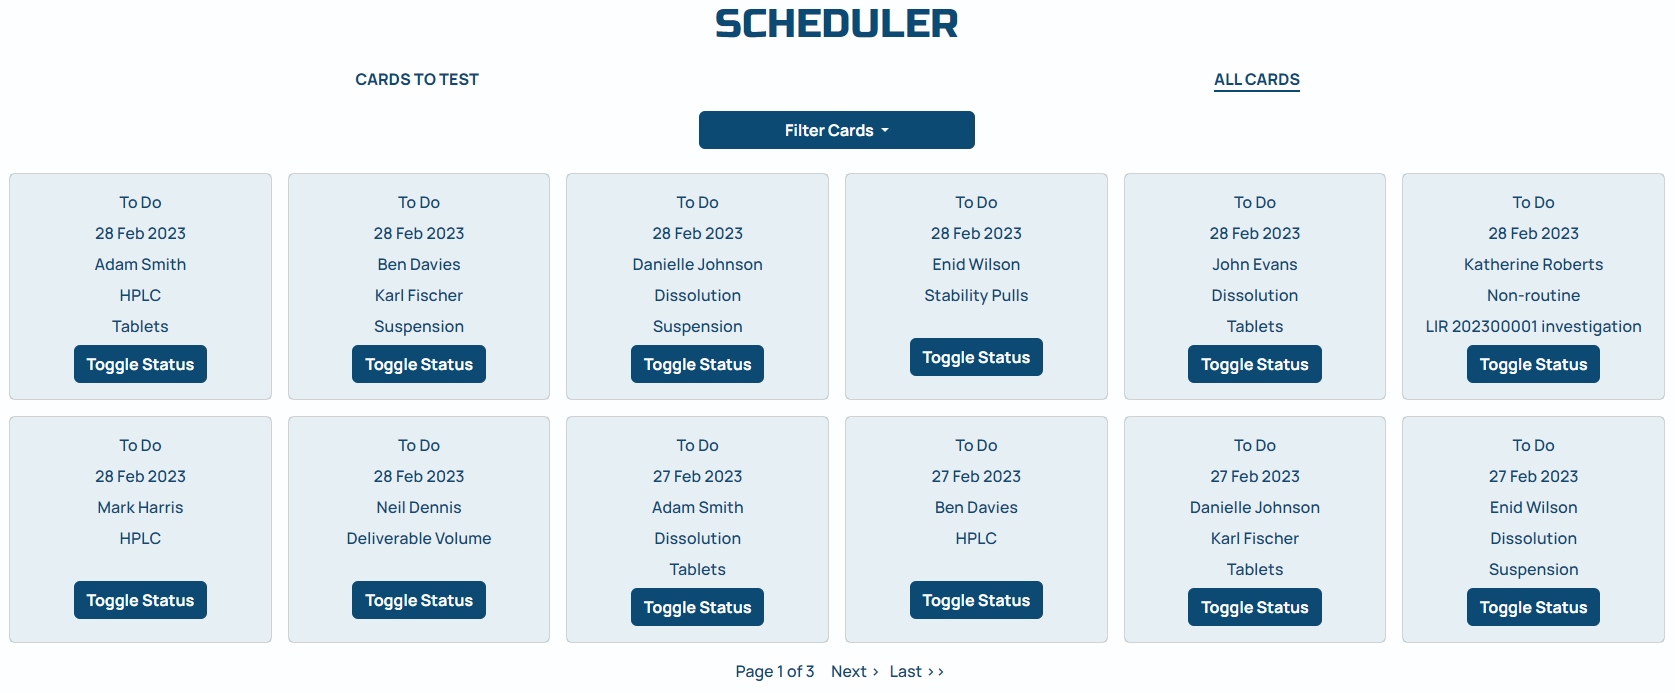 SCHEDULER
CARDS TO TEST
ALL CARDS
Filter Cards
To Do
28 Feb 2023
Adam Smith
HPLC
Tablets
Toggle Status
To Do
28 Feb 2023
Ben Davies
Karl Fischer
Suspension
Toggle Status
To Do
28 Feb 2023
Danielle Johnson
Dissolution
Suspension
Toggle Status
To Do
28 Feb 2023
Enid Wilson
Stability Pulls
Toggle Status
To Do
28 Feb 2023
John Evans
Dissolution
Tablets
Toggle Status
To Do
28 Feb 2023
Katherine Roberts
Non-routine
LIR 202300001 investigation
Toggle Status
To Do
28 Feb 2023
Mark Harris
HPLC
Toggle Status
To Do
28 Feb 2023
Neil Dennis
Deliverable Volume
Toggle Status
To Do
27 Feb 2023
Adam Smith
Dissolution
Tablets
Toggle Status
To Do
27 Feb 2023
Ben Davies
HPLC
Toggle Status
To Do
27 Feb 2023
Danielle Johnson
Karl Fischer
Tablets
Toggle Status
To Do
27 Feb 2023
Enid Wilson
Dissolution
Suspension
Toggle Status
Page 1 of 3 Next > Last >>